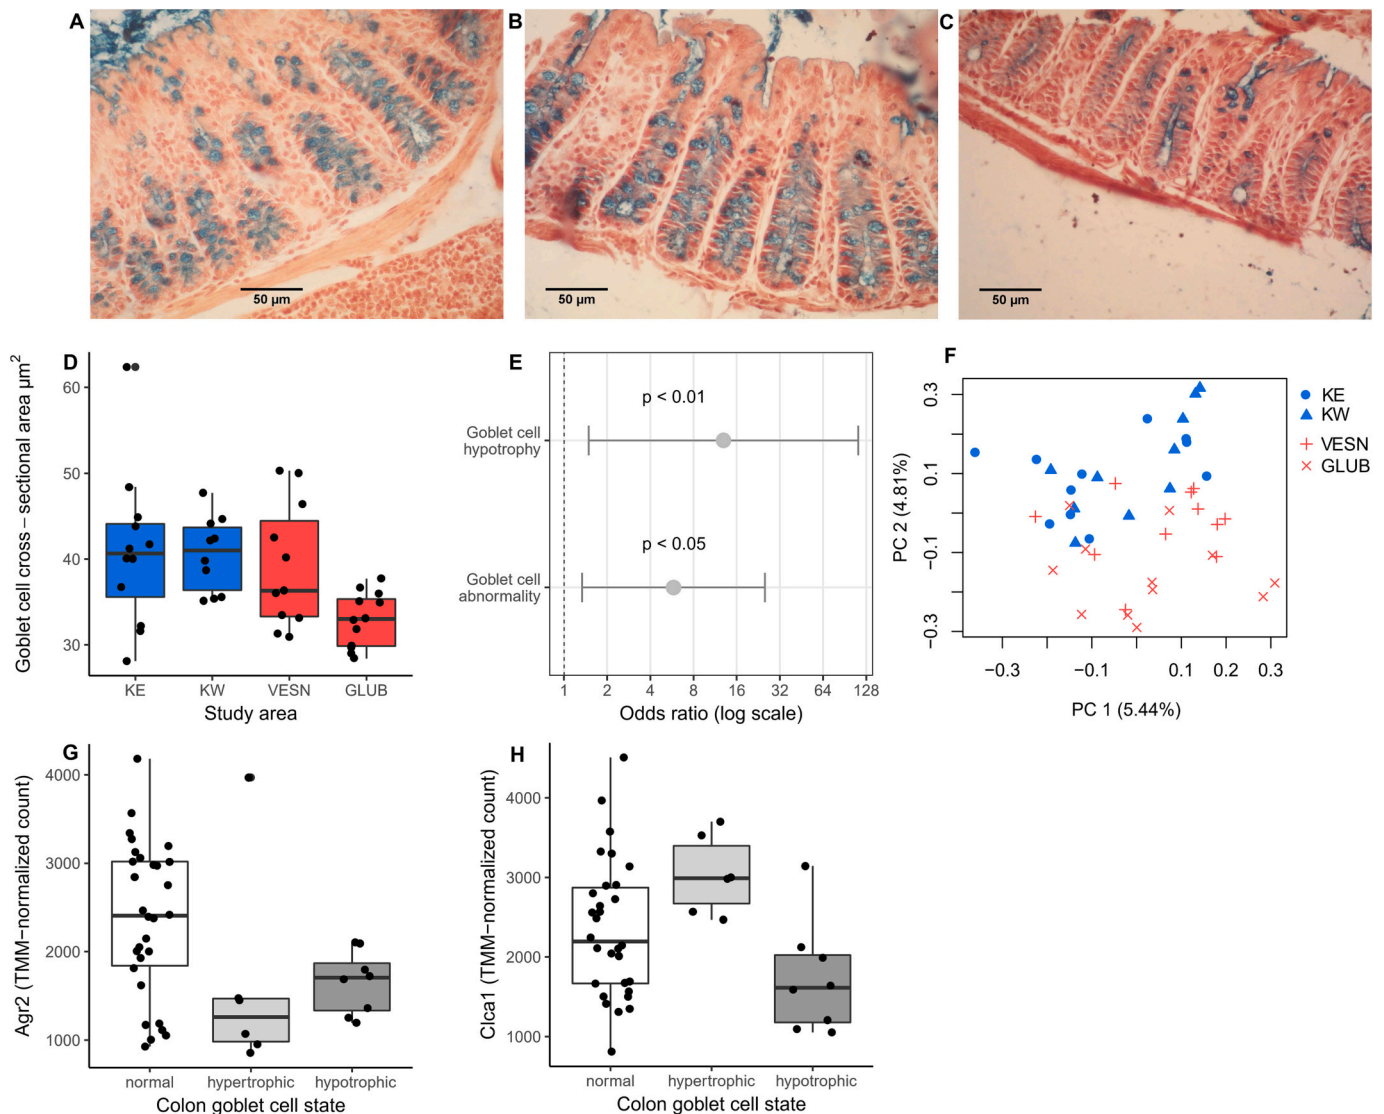 A
50 µm
B
50 µm
C
50 µm
D
Goblet cell cross−sectional area µm²
60
50
40
30
KE
KW
VESN
GLUB
Study area
E
p < 0.01
Goblet cell
hypotrophy
p < 0.05
Goblet cell
abnormality
1
2
4
8
16
32
64
128
Odds ratio (log scale)
F
KE
KW
VESN
GLUB
PC 2 (4.81%)
0.3
0.1
−0.1
−0.3
−0.3
−0.1
0.1
0.2
0.3
PC 1 (5.44%)
G
Agr2 (TMM−normalized count)
4000
3000
2000
1000
normal
hypertrophic
hypotrophic
Colon goblet cell state
H
Clca1 (TMM−normalized count)
4000
3000
2000
1000
normal
hypertrophic
hypotrophic
Colon goblet cell state